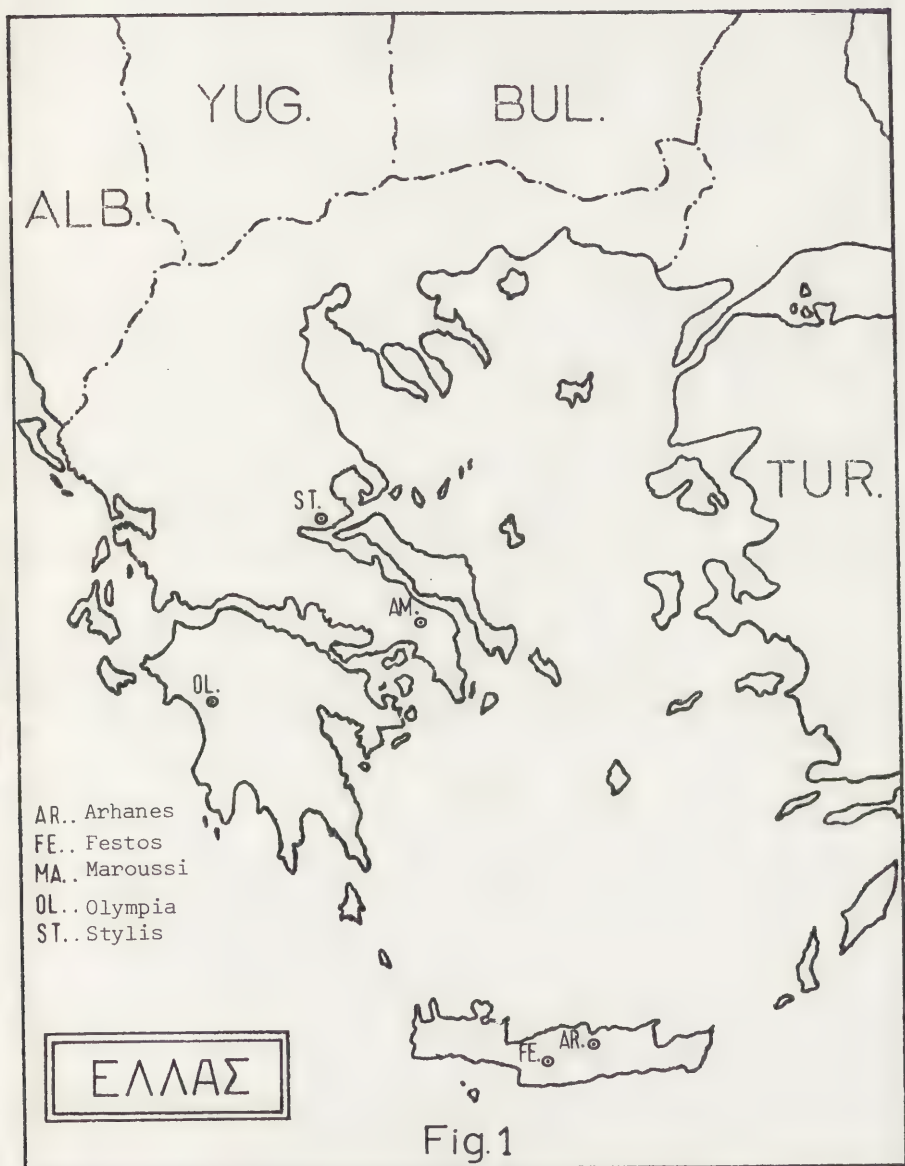 YUG.
BUL.
ALB.
TUR.
ST.
AM.
OL.
AR.. Arhanes
FE.. Festos
MA.. Maroussi
OL.. Olympia
ST.. Stylis
FE.
AR.
ΕΛΛΑΣ
Fig.1